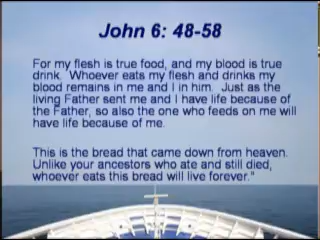 John 6: 48-58
For my flesh is true food, and my blood is true
drink.  Whoever eats my flesh and drinks my
blood remains in me and I in him.  Just as the
living Father sent me and I have life because of
the Father, so also the one who feeds on me will
have life because of me.
This is the bread that came down from heaven.
Unlike your ancestors who ate and still died,
whoever eats this bread will live forever."